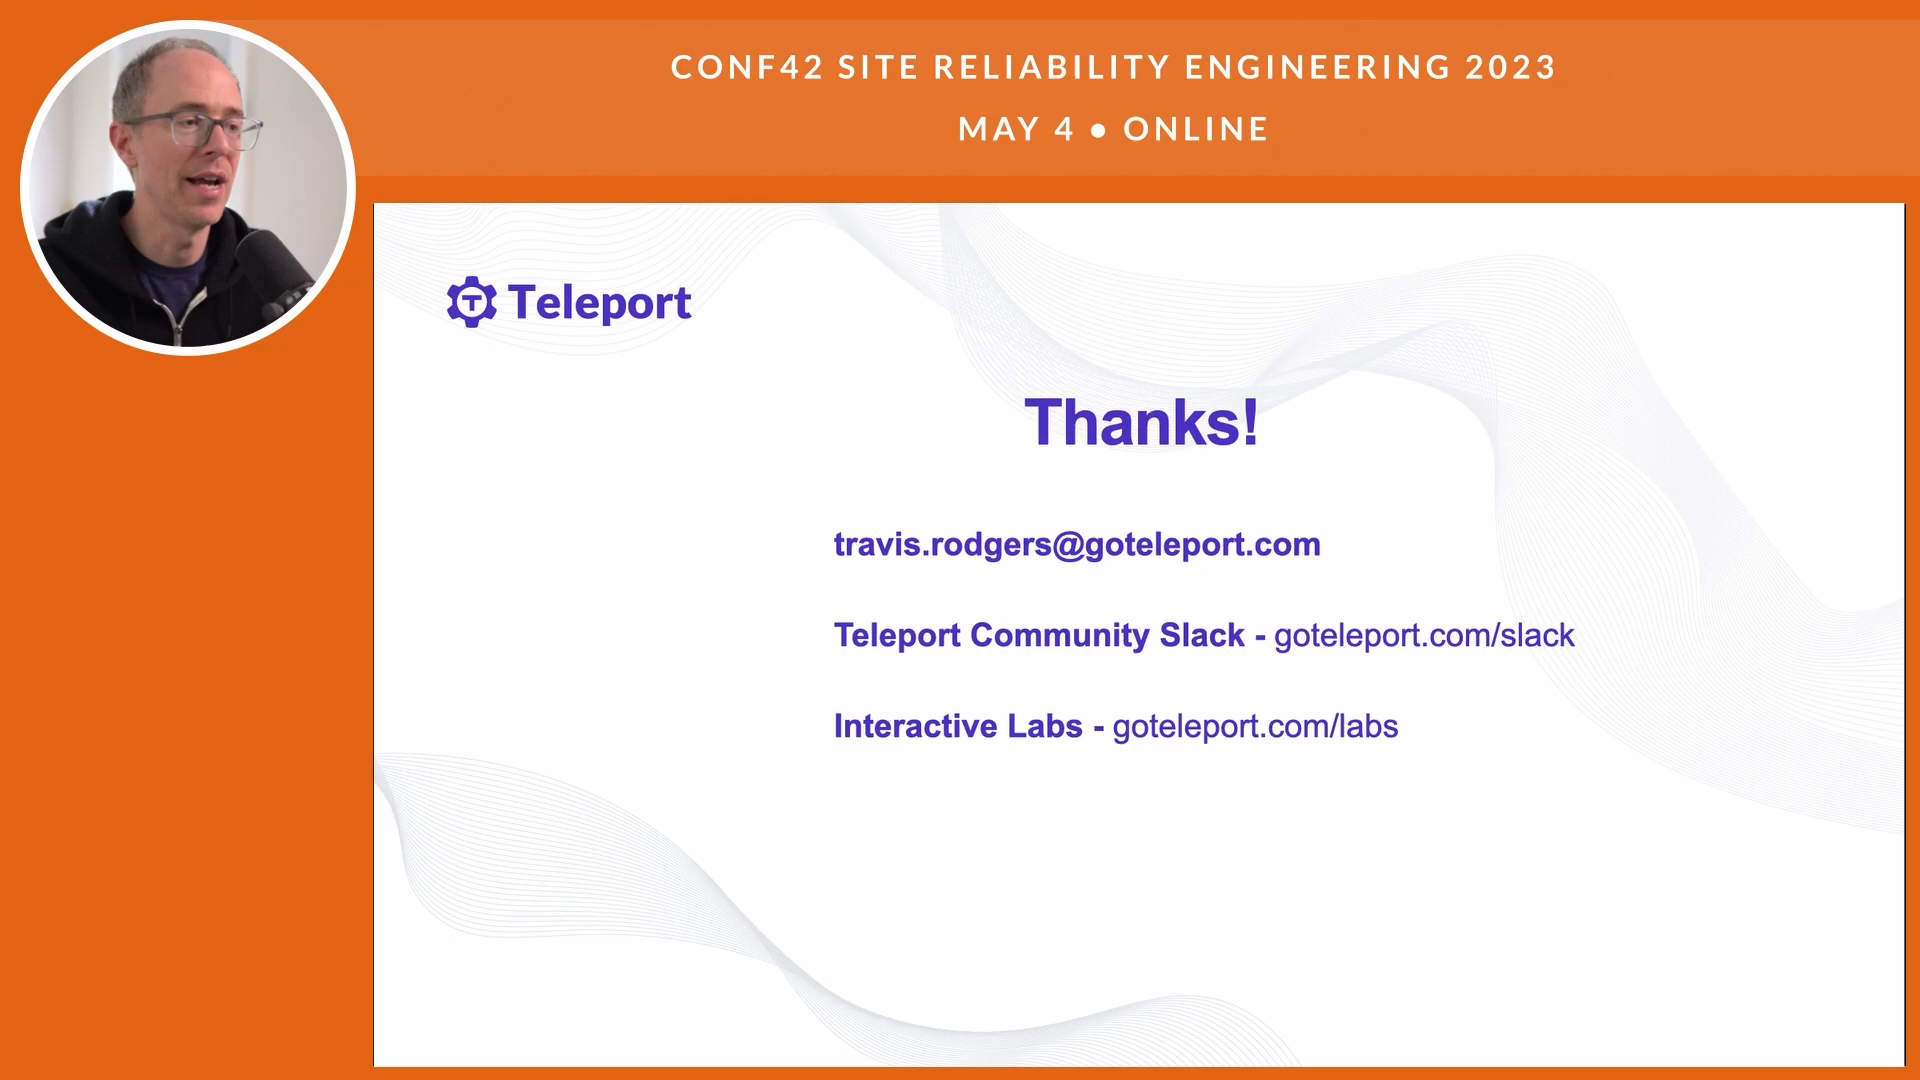 CONF42 SITE RELIABILITY ENGINEERING 2023
MAY 4 ● ONLINE
Teleport
Thanks!
travis.rodgers@goteleport.com
Teleport Community Slack - goteleport.com/slack
Interactive Labs - goteleport.com/labs